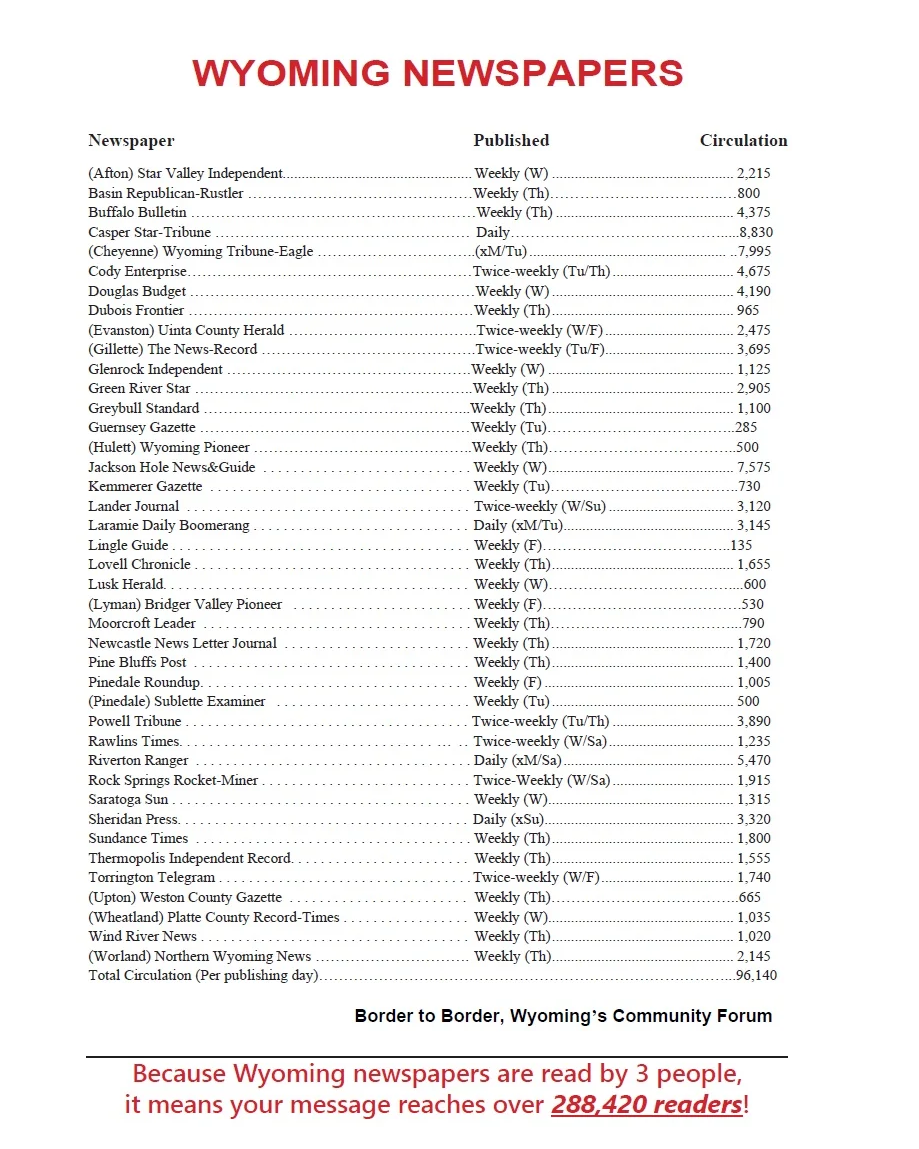 WYOMING NEWSPAPERS
Newspaper Published Circulation
(Afton) Star Valley Independent................................................. Weekly (W) ................................................ 2,215
Basin Republican-Rustler ………………………………………Weekly (Th)……………………………….…800
Buffalo Bulletin …………………………………………………Weekly (Th) ............................................... 4,375
Casper Star-Tribune …………………………………………… Daily……………………………………......8,830
(Cheyenne) Wyoming Tribune-Eagle ………………………….(xM/Tu) ..................................................... ..7,995
Cody Enterprise…………………………………………………Twice-weekly (Tu/Th) ................................ 4,675
Douglas Budget …………………………………………………Weekly (W) ................................................ 4,190
Dubois Frontier …………………………………………………Weekly (Th) ................................................ 965
(Evanston) Uinta County Herald ……………………………….Twice-weekly (W/F) .................................. 2,475
(Gillette) The News-Record …………………………………….Twice-weekly (Tu/F).................................. 3,695
Glenrock Independent ………………………………………….Weekly (W) ................................................. 1,125
Green River Star ………………………………………………..Weekly (Th) ................................................ 2,905
Greybull Standard ……………………………………………...Weekly (Th) ................................................. 1,100
Guernsey Gazette ………………………………………………Weekly (Tu)………………………………..285
(Hulett) Wyoming Pioneer ……………………………………..Weekly (Th)………………………………..500
Jackson Hole News&Guide . . . . . . . . . . . . . . . . . . . . . . . . . . . . Weekly (W)................................................. 7,575
Kemmerer Gazette . . . . . . . . . . . . . . . . . . . . . . . . . . . . . . . . . . . Weekly (Tu)………………………………..730
Lander Journal . . . . . . . . . . . . . . . . . . . . . . . . . . . . . . . . . . . . . . Twice-weekly (W/Su) ................................. 3,120
Laramie Daily Boomerang . . . . . . . . . . . . . . . . . . . . . . . . . . . . . Daily (xM/Tu)............................................. 3,145
Lingle Guide . . . . . . . . . . . . . . . . . . . . . . . . . . . . . . . . . . . . . . . . Weekly (F)………………………………..135
Lovell Chronicle . . . . . . . . . . . . . . . . . . . . . . . . . . . . . . . . . . . . . Weekly (Th)................................................ 1,655
Lusk Herald. . . . . . . . . . . . . . . . . . . . . . . . . . . . . . . . . . . . . . . . . Weekly (W)………………………………...600
(Lyman) Bridger Valley Pioneer . . . . . . . . . . . . . . . . . . . . . . . . Weekly (F)………………………………….530
Moorcroft Leader . . . . . . . . . . . . . . . . . . . . . . . . . . . . . . . . . . . . Weekly (Th)………………………………...790
Newcastle News Letter Journal . . . . . . . . . . . . . . . . . . . . . . . . . Weekly (Th)................................................ 1,720
Pine Bluffs Post . . . . . . . . . . . . . . . . . . . . . . . . . . . . . . . . . . . . . Weekly (Th)................................................ 1,400
Pinedale Roundup. . . . . . . . . . . . . . . . . . . . . . . . . . . . . . . . . . . . Weekly (F) .................................................. 1,005
(Pinedale) Sublette Examiner . . . . . . . . . . . . . . . . . . . . . . . . . . Weekly (Tu) ................................................ 500
Powell Tribune . . . . . . . . . . . . . . . . . . . . . . . . . . . . . . . . . . . . . . Twice-weekly (Tu/Th) ................................ 3,890
Rawlins Times. . . . . . . . . . . . . . . . . . . . . . . . . . . . . . . . . . … . . Twice-weekly (W/Sa)................................. 1,235
Riverton Ranger . . . . . . . . . . . . . . . . . . . . . . . . . . . . . . . . . . . . . Daily (xM/Sa) ............................................. 5,470
Rock Springs Rocket-Miner . . . . . . . . . . . . . . . . . . . . . . . . . . . . Twice-Weekly (W/Sa) ................................ 1,915
Saratoga Sun . . . . . . . . . . . . . . . . . . . . . . . . . . . . . . . . . . . . . . . . Weekly (W)................................................. 1,315
Sheridan Press. . . . . . . . . . . . . . . . . . . . . . . . . . . . . . . . . . . . . . . Daily (xSu).................................................. 3,320
Sundance Times . . . . . . . . . . . . . . . . . . . . . . . . . . . . . . . . . . . . . Weekly (Th)................................................ 1,800
Thermopolis Independent Record. . . . . . . . . . . . . . . . . . . . . . . . Weekly (Th)................................................ 1,555
Torrington Telegram . . . . . . . . . . . . . . . . . . . . . . . . . . . . . . . . . . Twice-weekly (W/F)................................... 1,740
(Upton) Weston County Gazette . . . . . . . . . . . . . . . . . . . . . . . . Weekly (Th)………………………………..665
(Wheatland) Platte County Record-Times . . . . . . . . . . . . . . . . . Weekly (W)................................................. 1,035
Wind River News . . . . . . . . . . . . . . . . . . . . . . . . . . . . . . . . . . . . Weekly (Th)................................................ 1,020
(Worland) Northern Wyoming News …………………………. Weekly (Th)................................................ 2,145
Total Circulation (Per publishing day)………………………………………………………………………...96,140
Border to Border, Wyoming’s Community Forum
Because Wyoming newspapers are read by 3 people,
it means your message reaches over 288,420 readers!